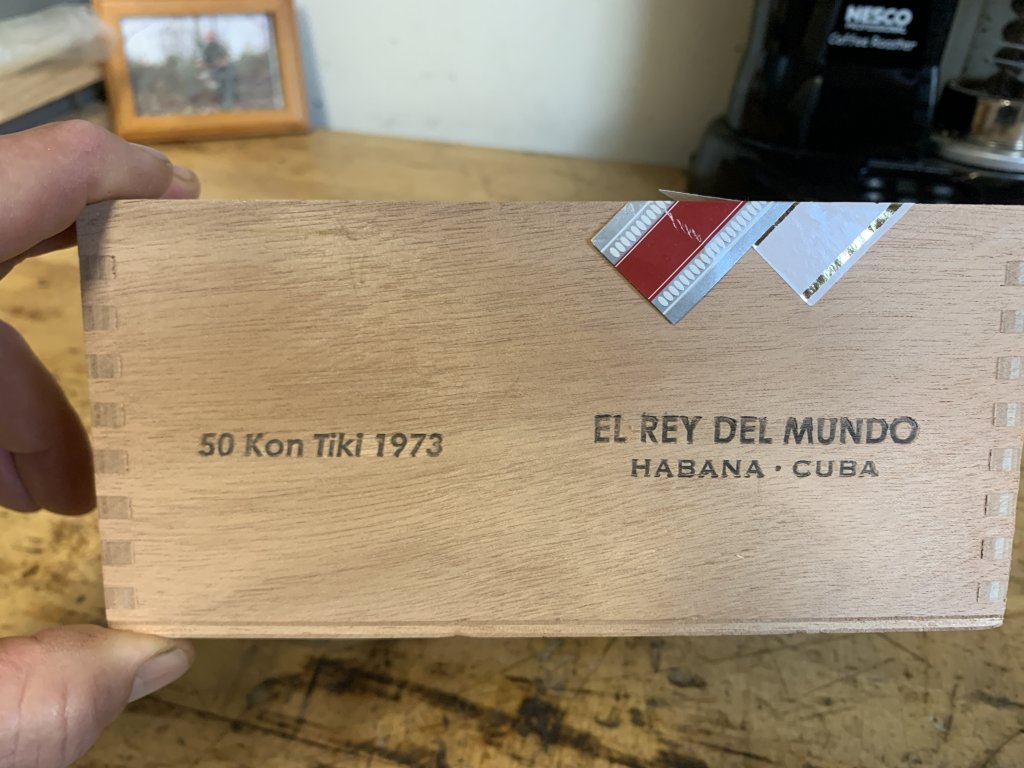 NESCO
Coffee Roaster
50 Kon Tiki 1973
EL REY DEL MUNDO
HABANA · CUBA